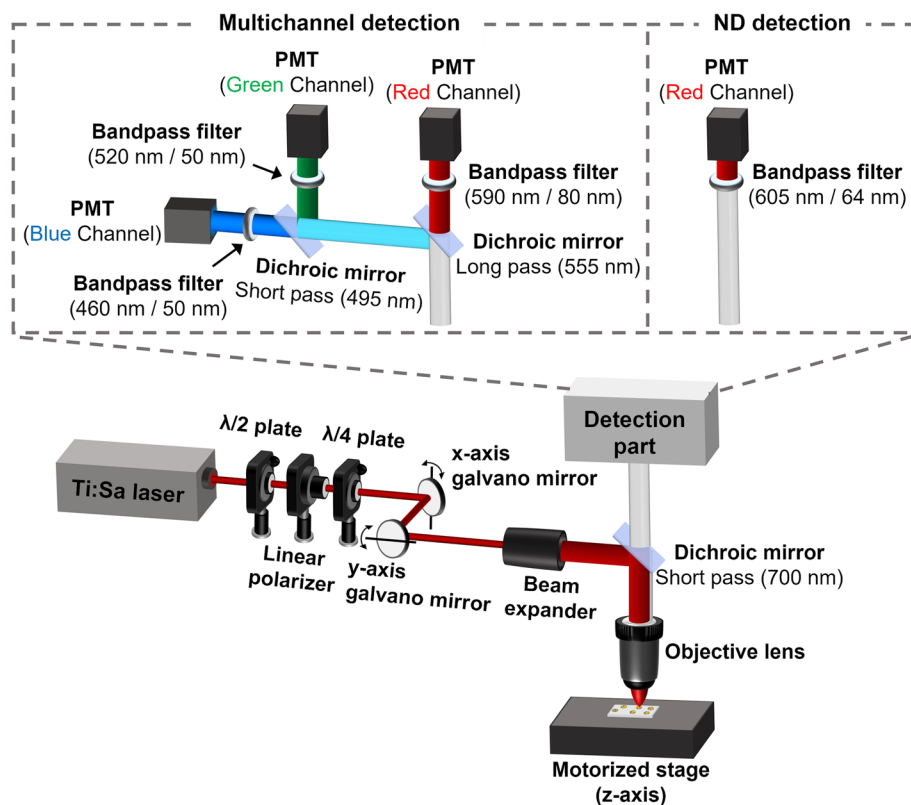 Multichannel detection
ND detection
PMT
(Green Channel)
PMT
(Red Channel)
PMT
(Red Channel)
Bandpass filter
(520 nm / 50 nm)
Bandpass filter
(590 nm / 80 nm)
Bandpass filter
(605 nm / 64 nm)
PMT
(Blue Channel)
Dichroic mirror
Short pass (495 nm)
Dichroic mirror
Long pass (555 nm)
Bandpass filter
(460 nm / 50 nm)
Detection
part
λ/2 plate
λ/4 plate
x-axis
galvano mirror
Ti:Sa laser
Linear
polarizer
y-axis
galvano mirror
Beam
expander
Dichroic mirror
Short pass (700 nm)
Objective lens
Motorized stage
(z-axis)